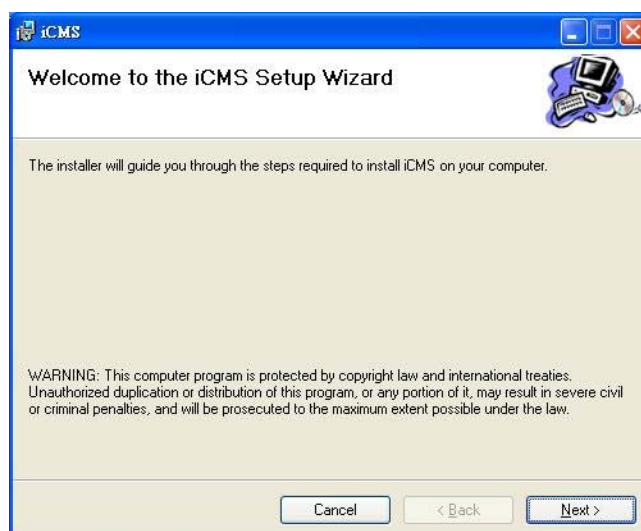 iCMS
Welcome to the iCMS Setup Wizard
The installer will guide you through the steps required to install iCMS on your computer.
WARNING: This computer program is protected by copyright law and international treaties.
Unauthorized duplication or distribution of this program, or any portion of it, may result in severe civil
or criminal penalties, and will be prosecuted to the maximum extent possible under the law.
Cancel
< Back
Next >